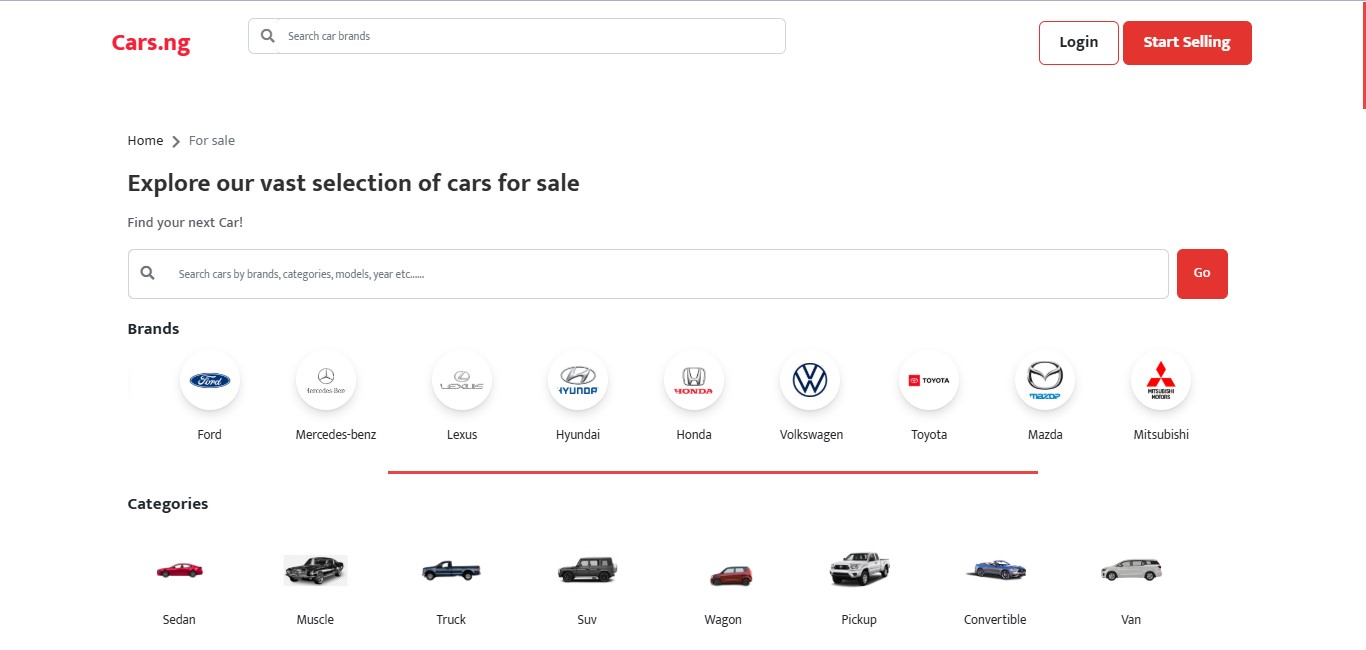 Cars.ng
Search car brands
Login
Start Selling
Home
For sale
Explore our vast selection of cars for sale
Find your next Car!
Search cars by brands, categories, models, year etc......
Go
Brands
Ford
Mercedes-Benz
LEXUS
HYUNDAI
HONDA
TOYOTA
mazda
MITSUBISHI
MOTORS
Ford
Mercedes-benz
Lexus
Hyundai
Honda
Volkswagen
Toyota
Mazda
Mitsubishi
Categories
Sedan
Muscle
Truck
Suv
Wagon
Pickup
Convertible
Van